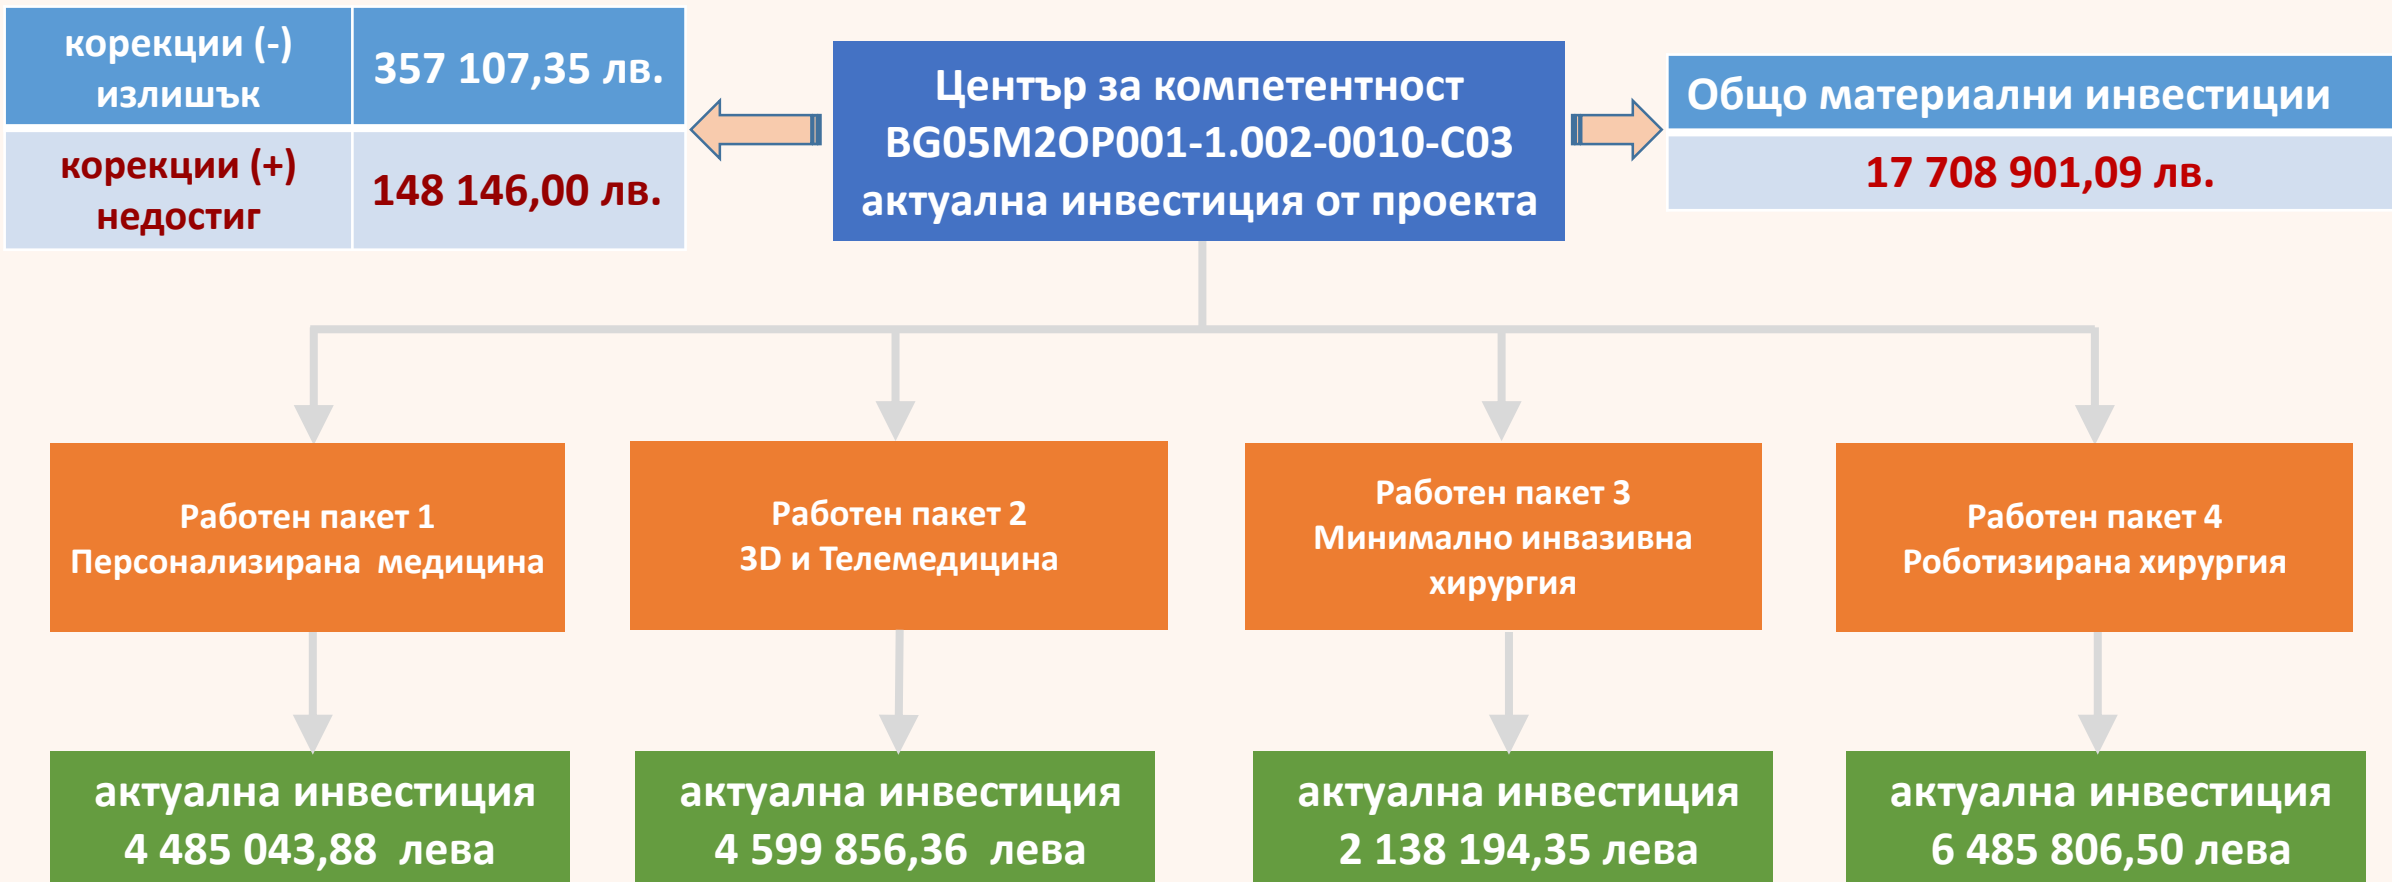 корекции (-)
излишък
357 107,35 лв.
корекции (+)
недостиг
148 146,00 лв.
Център за компетентност
BG05M2OP001-1.002-0010-C03
актуална инвестиция от проекта
Общо материални инвестиции
17 708 901,09 лв.
Работен пакет 1
Персонализирана медицина
Работен пакет 2
3D и Телемедицина
Работен пакет 3
Минимално инвазивна
хирургия
Работен пакет 4
Роботизирана хирургия
актуална инвестиция
4 485 043,88 лева
актуална инвестиция
4 599 856,36 лева
актуална инвестиция
2 138 194,35 лева
актуална инвестиция
6 485 806,50 лева